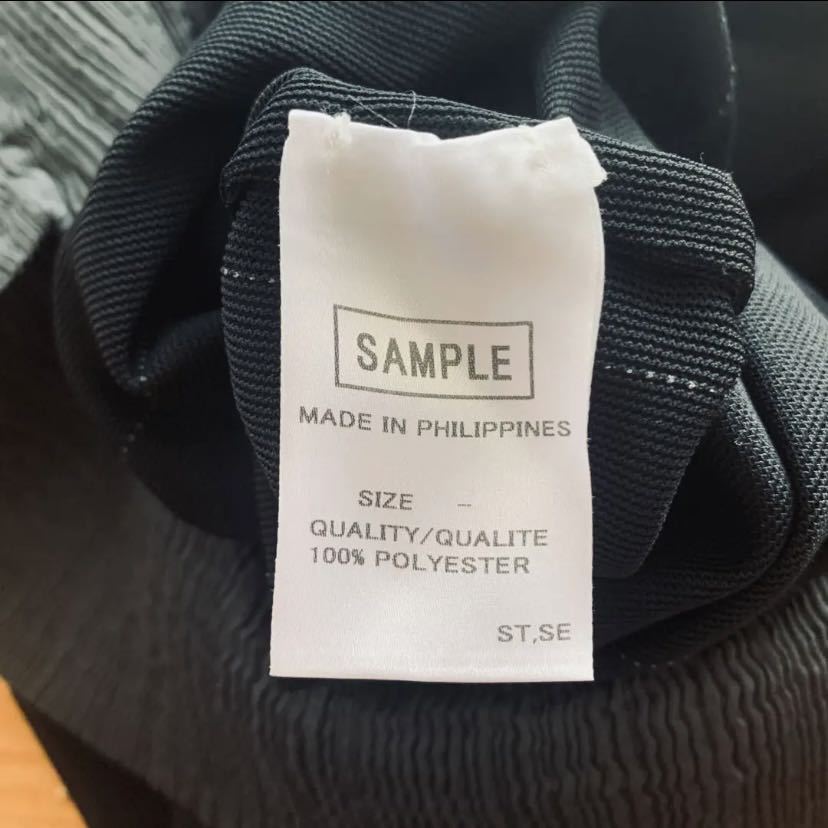 SAMPLE
MADE IN PHILIPPINES
SIZE -
QUALITY/QUALITE
100% POLYESTER
ST,SE